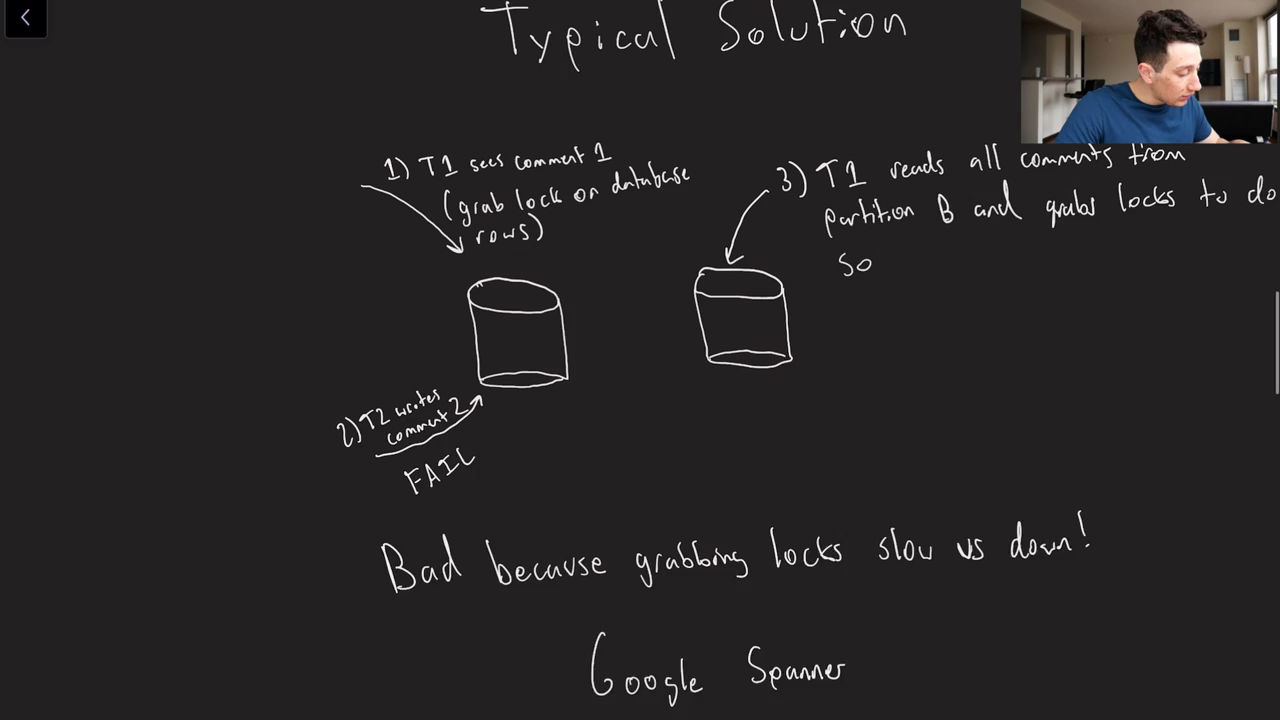 Typical Solution
1) T1 sees comment 1
(grab lock on database
rows)
3) T1 reads all comments from
partition B and grabs locks to do
so
2) T2 writes
comment 2
FAIL
Bad because grabbing locks slow us down!
Google Spanner